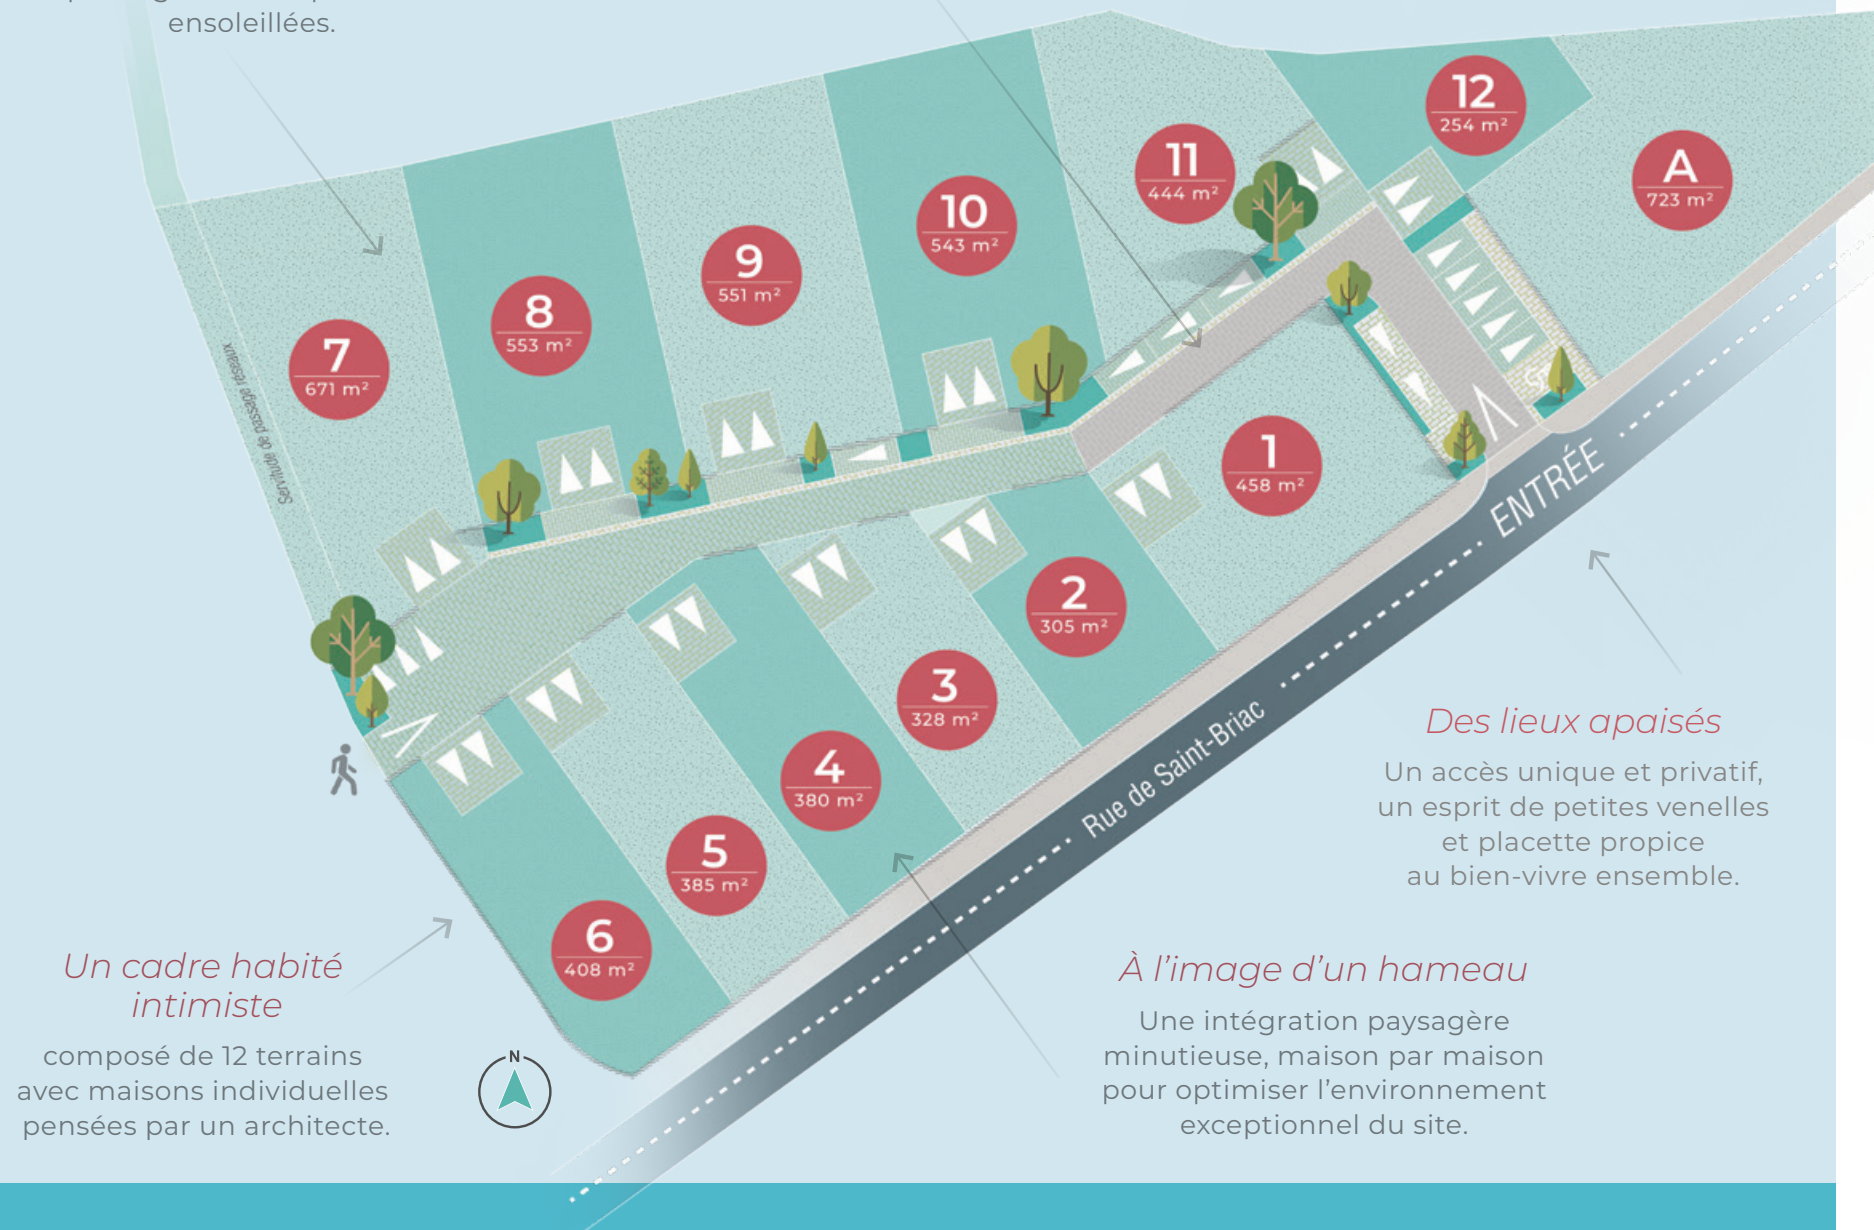 ensoleillées.
12
254 m²
11
444 m²
A
723 m²
10
543 m²
9
551 m²
8
553 m²
7
671 m²
Servitude de passage réseaux
1
458 m²
ENTRÉE
2
305 m²
3
328 m²
Rue de Saint-Briac
4
380 m²
5
385 m²
6
408 m²
Des lieux apaisés
Un accès unique et privatif,
un esprit de petites venelles
et placette propice
au bien-vivre ensemble.
Un cadre habité
intimiste
composé de 12 terrains
avec maisons individuelles
pensées par un architecte.
N
À l’image d’un hameau
Une intégration paysagère
minutieuse, maison par maison
pour optimiser l’environnement
exceptionnel du site.